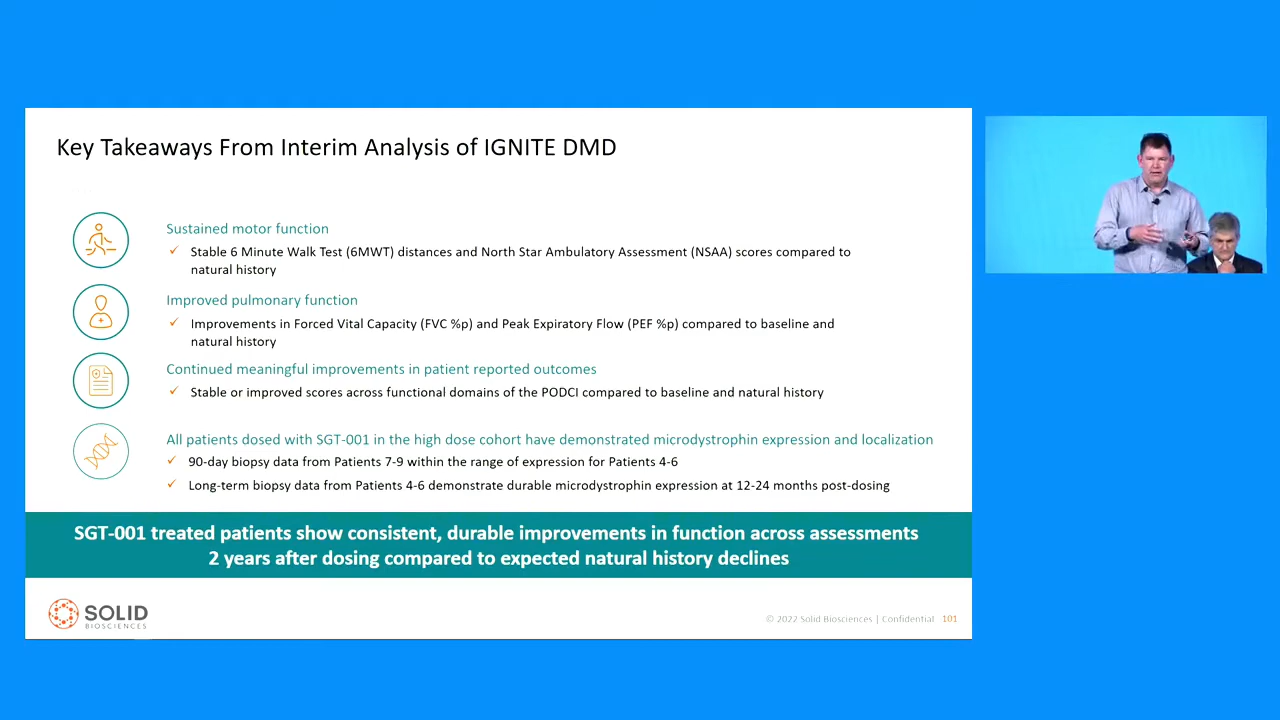 Key Takeaways From Interim Analysis of IGNITE DMD
Sustained motor function
Stable 6 Minute Walk Test (6MWT) distances and North Star Ambulatory Assessment (NSAA) scores compared to
natural history
Improved pulmonary function
Improvements in Forced Vital Capacity (FVC %p) and Peak Expiratory Flow (PEF %p) compared to baseline and
natural history
Continued meaningful improvements in patient reported outcomes
Stable or improved scores across functional domains of the PODCI compared to baseline and natural history
All patients dosed with SGT-001 in the high dose cohort have demonstrated microdystrophin expression and localization
90-day biopsy data from Patients 7-9 within the range of expression for Patients 4-6
Long-term biopsy data from Patients 4-6 demonstrate durable microdystrophin expression at 12-24 months post-dosing
SGT-001 treated patients show consistent, durable improvements in function across assessments
2 years after dosing compared to expected natural history declines
SOLID
BIOSCIENCES
© 2022 Solid Biosciences | Confidential 101